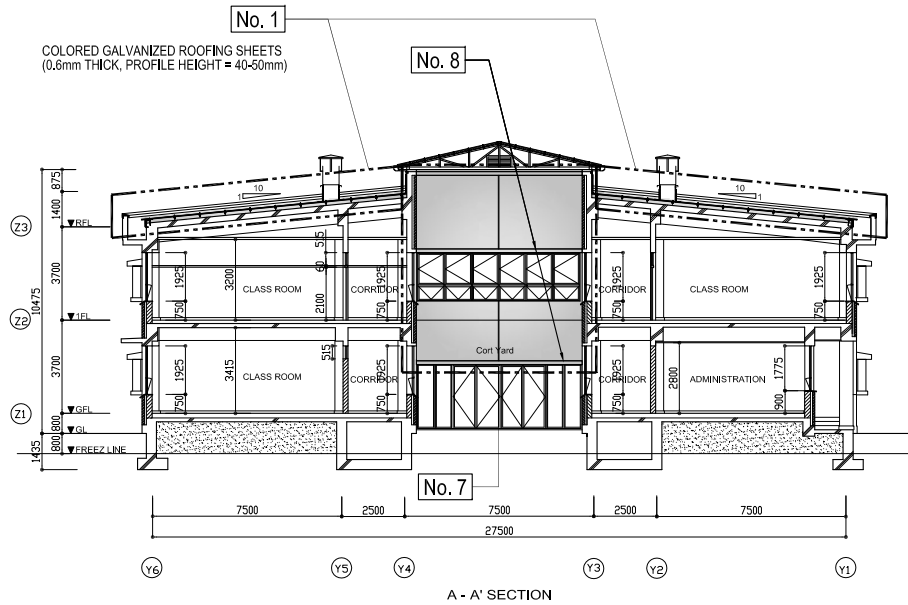 No. 1
COLORED GALVANIZED ROOFING SHEETS
(0.6mm THICK, PROFILE HEIGHT = 40-50mm)
No. 8
875
1400
10
1
10
1
Z3
RFL
515
3700
1925
3200
60
1925
1925
1925
10475
CLASS ROOM
CORRIDOR
CORRIDOR
CLASS ROOM
750
2100
750
750
750
Z2
1FL
515
Cort Yard
3700
1925
3415
CLASS ROOM
1925
CORRIDOR
1925
CORRIDOR
2800
ADMINISTRATION
1775
750
750
750
900
Z1
GFL
800
GL
800
FREEZ LINE
1435
No. 7
7500
2500
7500
2500
7500
27500
Y6
Y5
Y4
Y3
Y2
Y1
A - A' SECTION